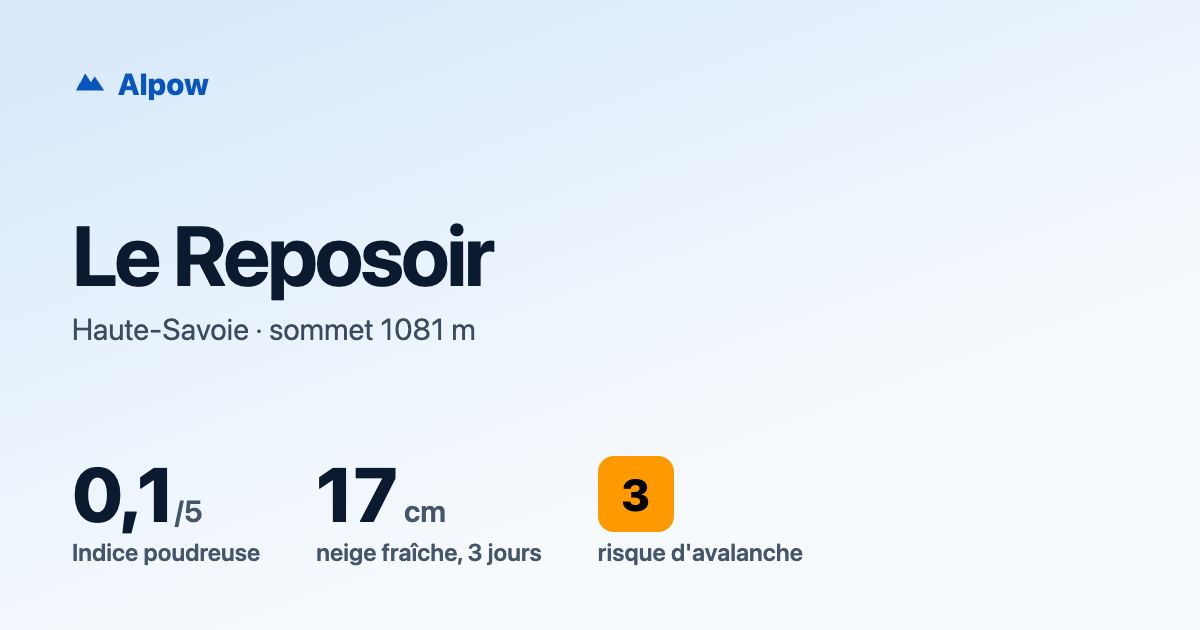 Alpow
Le Reposoir
Haute-Savoie · sommet 1081 m
0,1/5
Indice poudreuse
17 cm
neige fraîche, 3 jours
3
risque d'avalanche